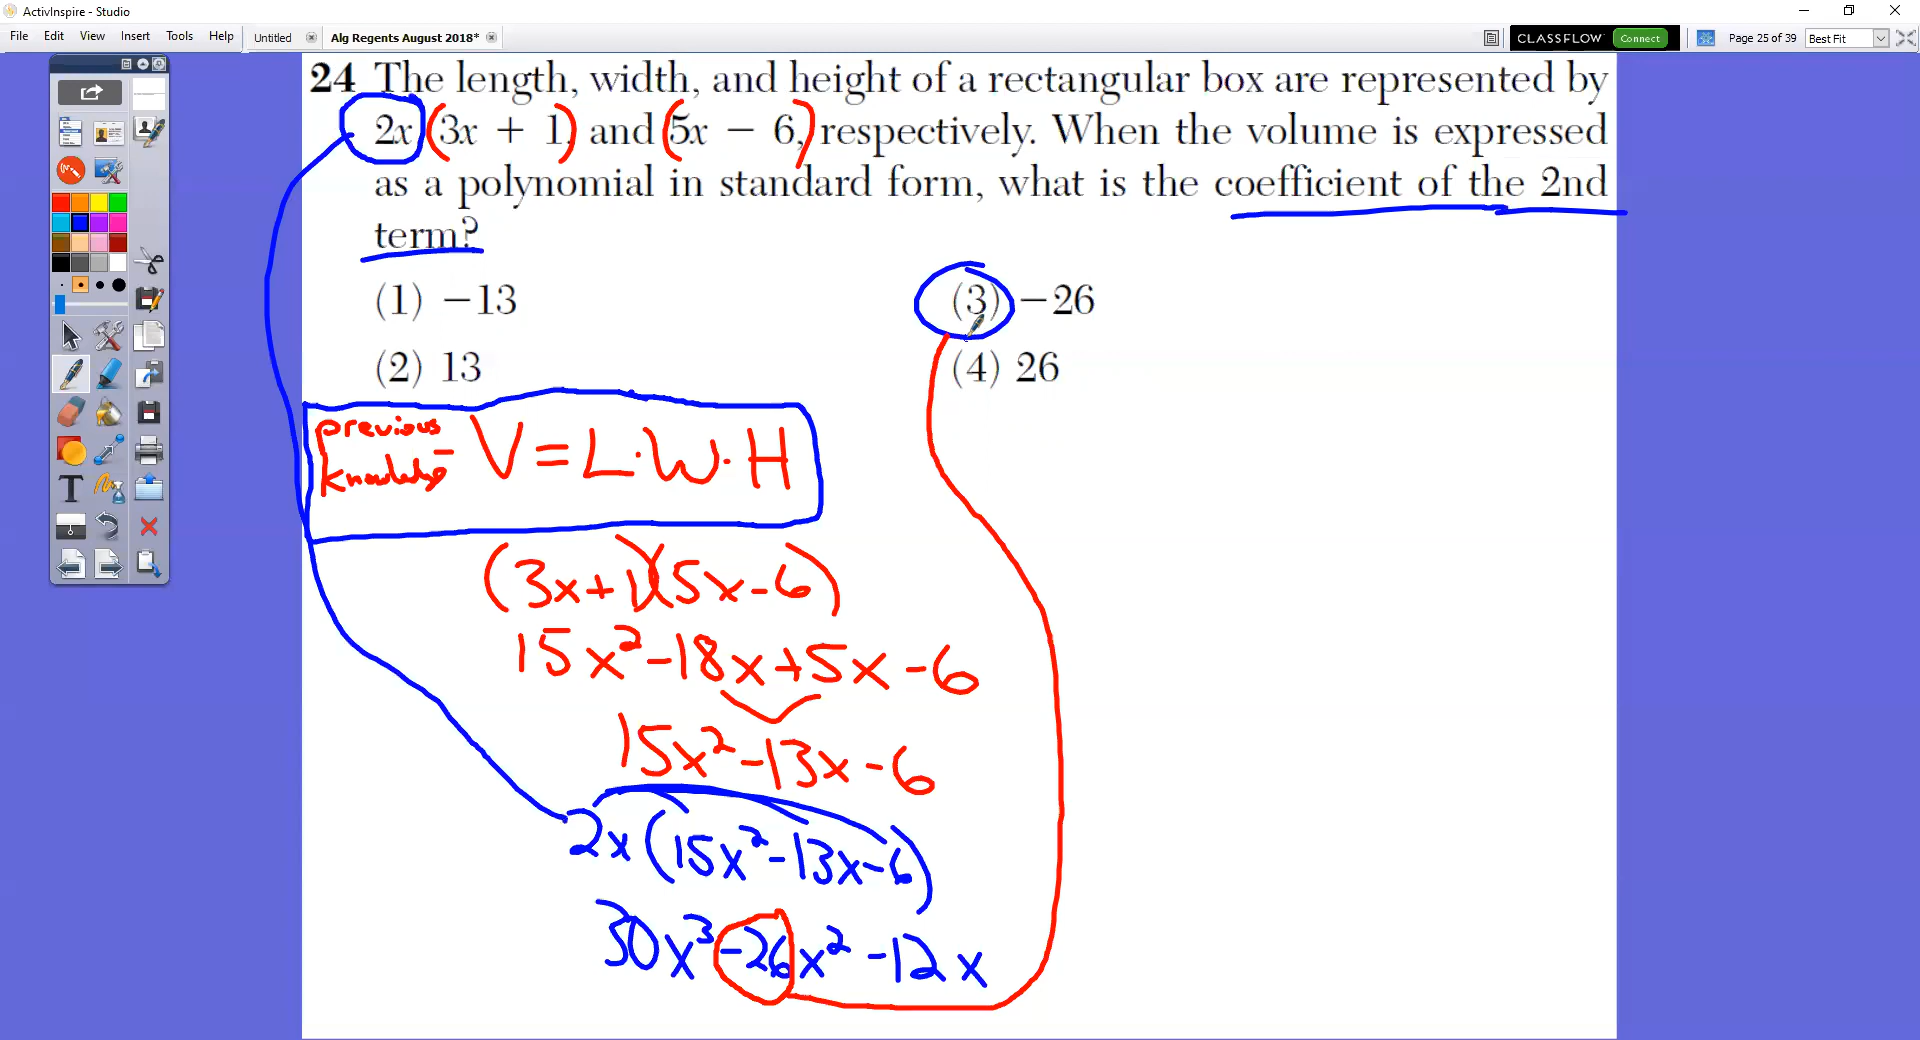 ActivInspire - Studio
File Edit View Insert Tools Help Untitled Alg Regents August 2018* CLASSFLOW Connect Page 25 of 39 Best Fit
24 The length, width, and height of a rectangular box are represented by
2x, (3x + 1), and (5x − 6,) respectively. When the volume is expressed
as a polynomial in standard form, what is the coefficient of the 2nd
term?
(1) −13 (3) −26
(2) 13 (4) 26
previous
knowledge V = L · W · H
(3x+1)(5x-6)
15x² -18x +5x -6
15x² -13x -6
2x(15x² -13x -6)
30x³ -26x² -12x
T